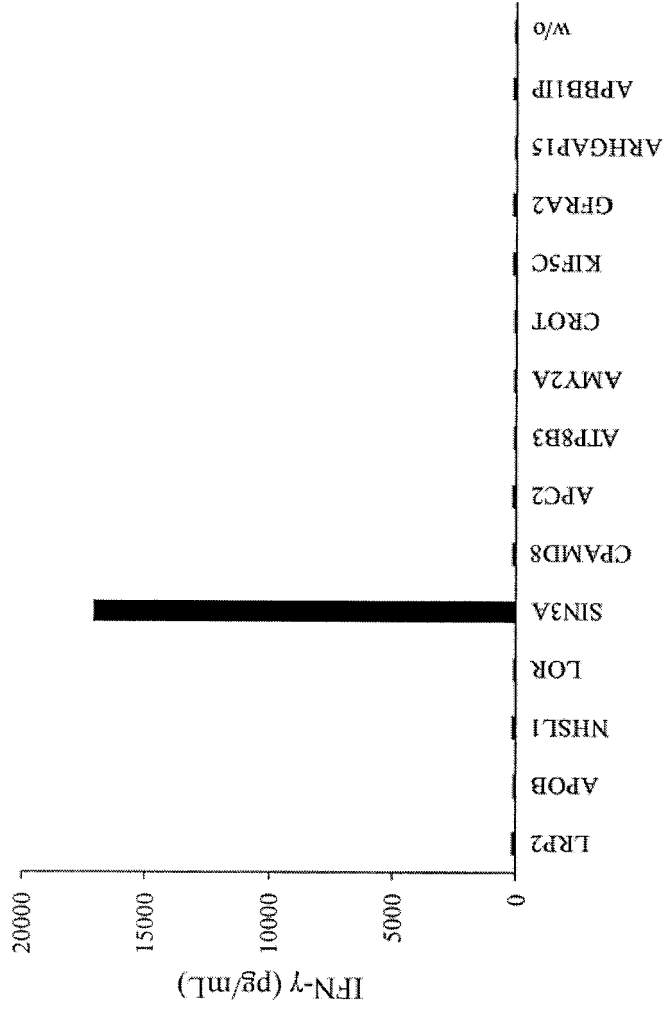 IFN-γ (pg/mL)
20000
15000
10000
5000
0
LRP2
APOB
NHSL1
LOR
SIN3A
CPAMD8
APC2
ATP8B3
AMY2A
CROT
KIF5C
GFRA2
ARHGAP15
APBB1IP
w/o